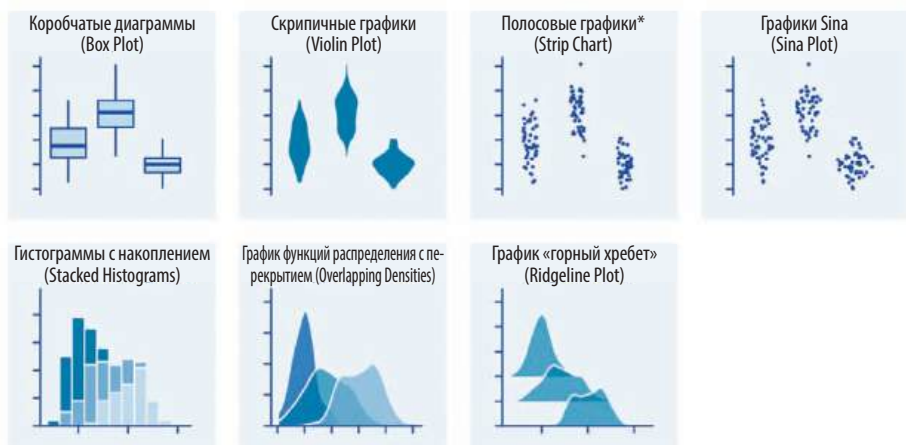 Коробчатые диаграммы
(Box Plot)
Скрипичные графики
(Violin Plot)
Полосовые графики*
(Strip Chart)
Графики Sina
(Sina Plot)
Гистограммы с накоплением
(Stacked Histograms)
График функций распределения с пе-
рекрытием (Overlapping Densities)
График «горный хребет»
(Ridgeline Plot)